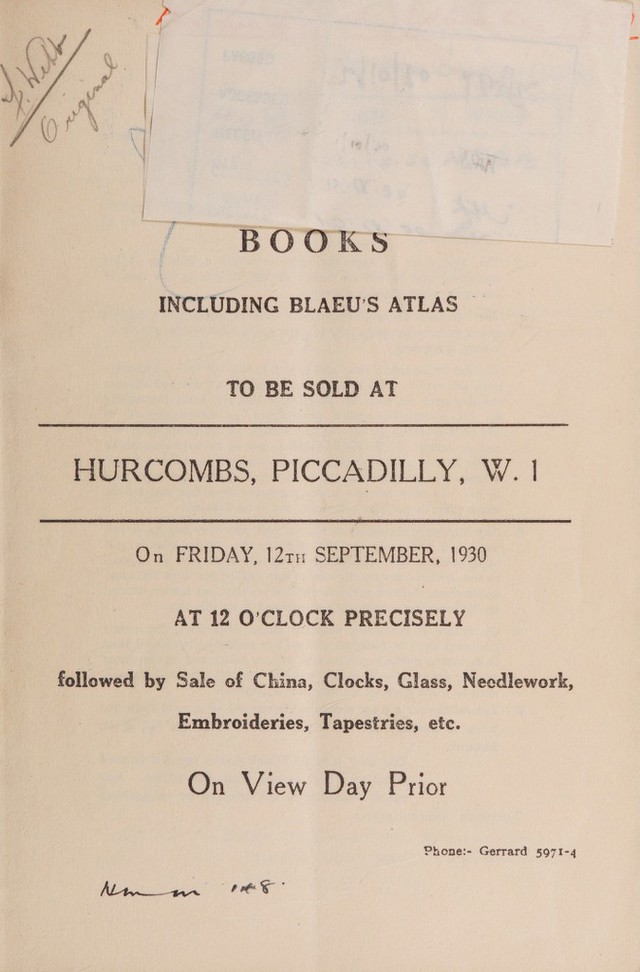 F. Webb
Original
BOOKS
INCLUDING BLAEU'S ATLAS
TO BE SOLD AT
HURCOMBS, PICCADILLY, W. 1
On FRIDAY, 12TH SEPTEMBER, 1930
AT 12 O'CLOCK PRECISELY
followed by Sale of China, Clocks, Glass, Needlework,
Embroideries, Tapestries, etc.
On View Day Prior
Phone:- Gerrard 5971-4